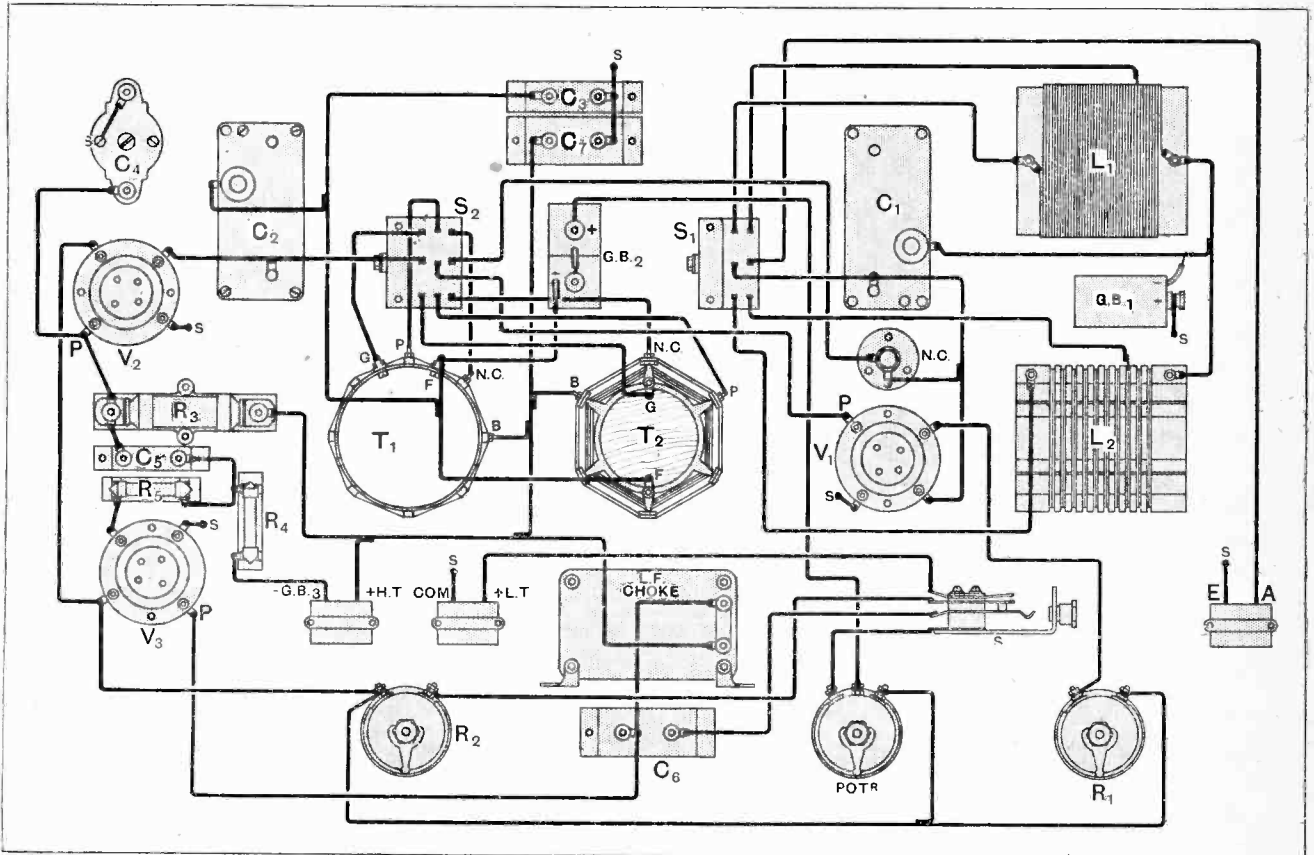 S
C3
C7
C4
S
C2
S2
+
G.B.2
-
S1
C1
L1
G.B.1
+
S
V2
P
S
G
P
F
N.C.
B
T1
N.C.
B
P
G
T2
F
N.C.
P
V1
S
L2
R3
C5
R5
R4
S
V3
P
-G.B.3
+H.T
S
COM
+L.T
L.F.
CHOKE
S
S
E
A
R2
C6
POTR
R1